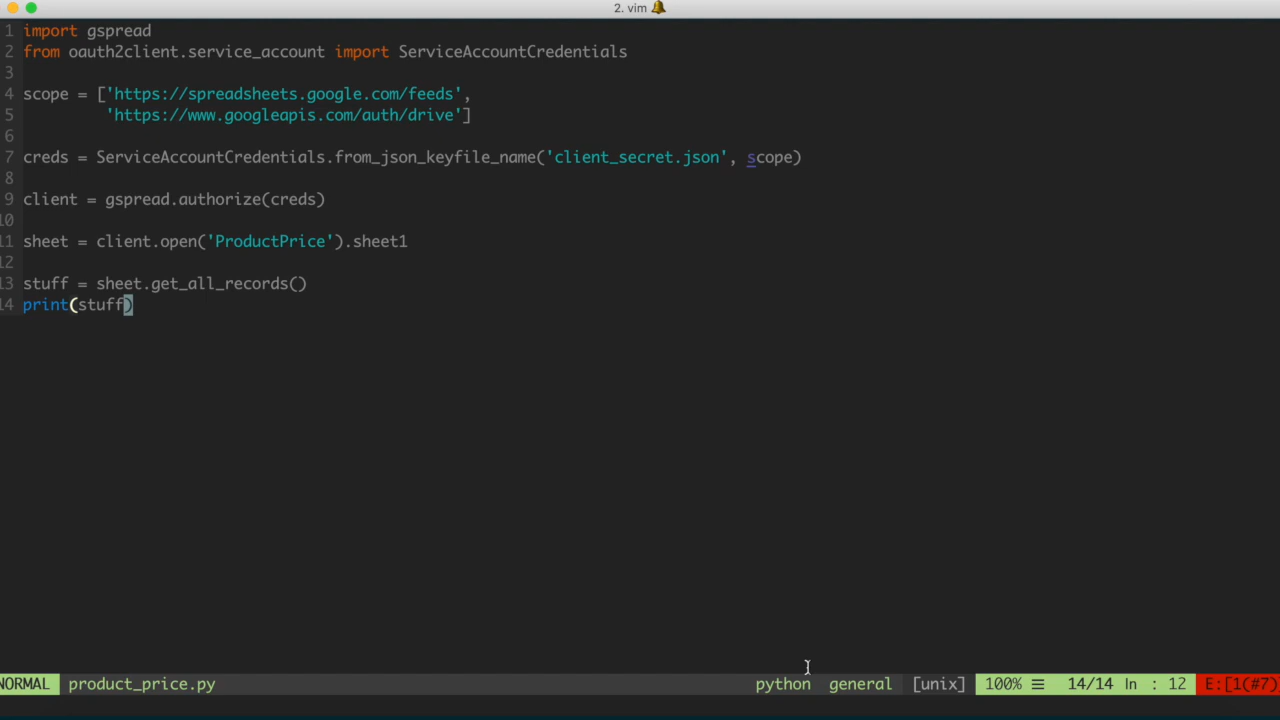 2. vim 🔔
1 import gspread
2 from oauth2client.service_account import ServiceAccountCredentials
3
4 scope = ['https://spreadsheets.google.com/feeds',
5          'https://www.googleapis.com/auth/drive']
6
7 creds = ServiceAccountCredentials.from_json_keyfile_name('client_secret.json', scope)
8
9 client = gspread.authorize(creds)
10
11 sheet = client.open('ProductPrice').sheet1
12
13 stuff = sheet.get_all_records()
14 print(stuff)
NORMAL product_price.py python general [unix] 100% ☰ 14/14 ln : 12 E:[1(#7)